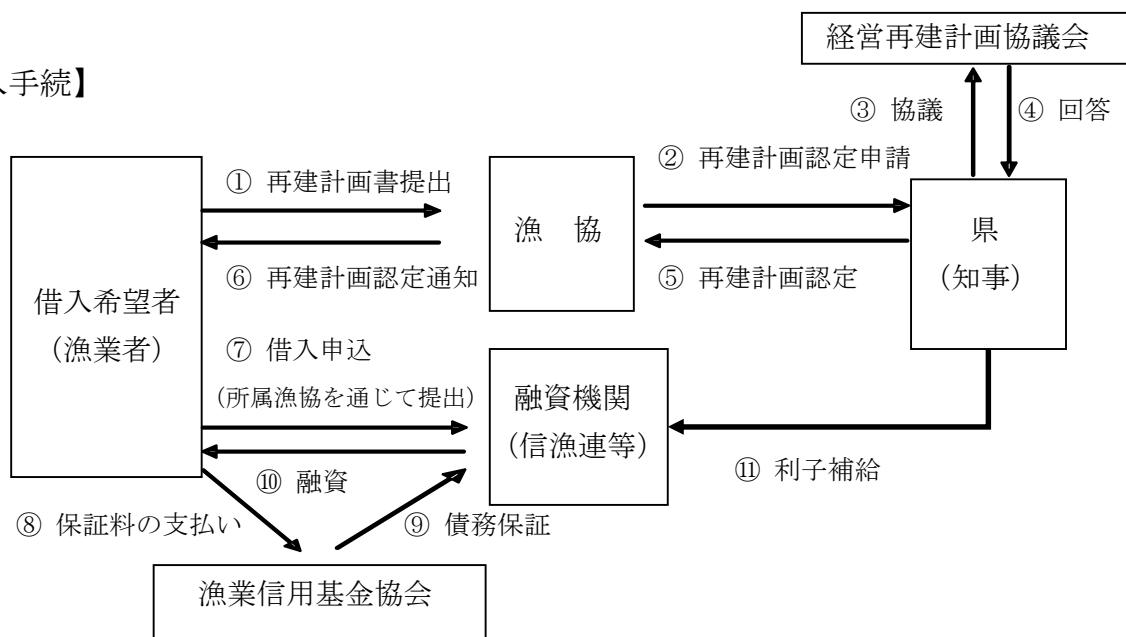 経営再建計画協議会
入手続】
③ 協議
④ 回答
② 再建計画認定申請
① 再建計画書提出
漁　協
県
(知事)
⑥ 再建計画認定通知
⑤ 再建計画認定
借入希望者
(漁業者)
⑦ 借入申込
(所属漁協を通じて提出)
融資機関
(信漁連等)
⑩ 融資
⑪ 利子補給
⑧ 保証料の支払い
⑨ 債務保証
漁業信用基金協会